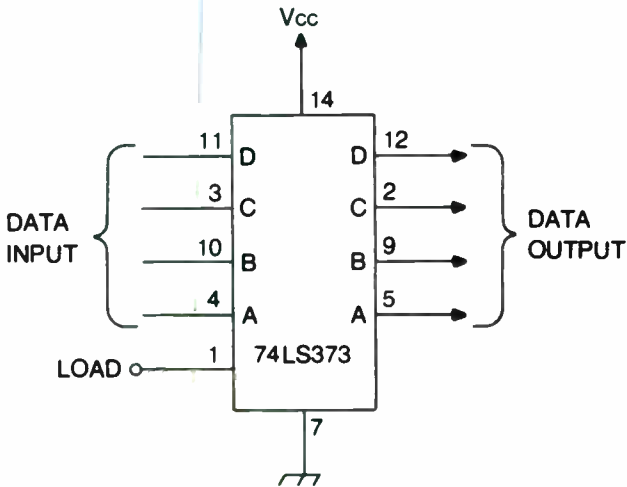 Vcc
14
11 D D 12
3 C C 2
DATA INPUT
DATA OUTPUT
10 B B 9
4 A A 5
LOAD 1 74LS373
7